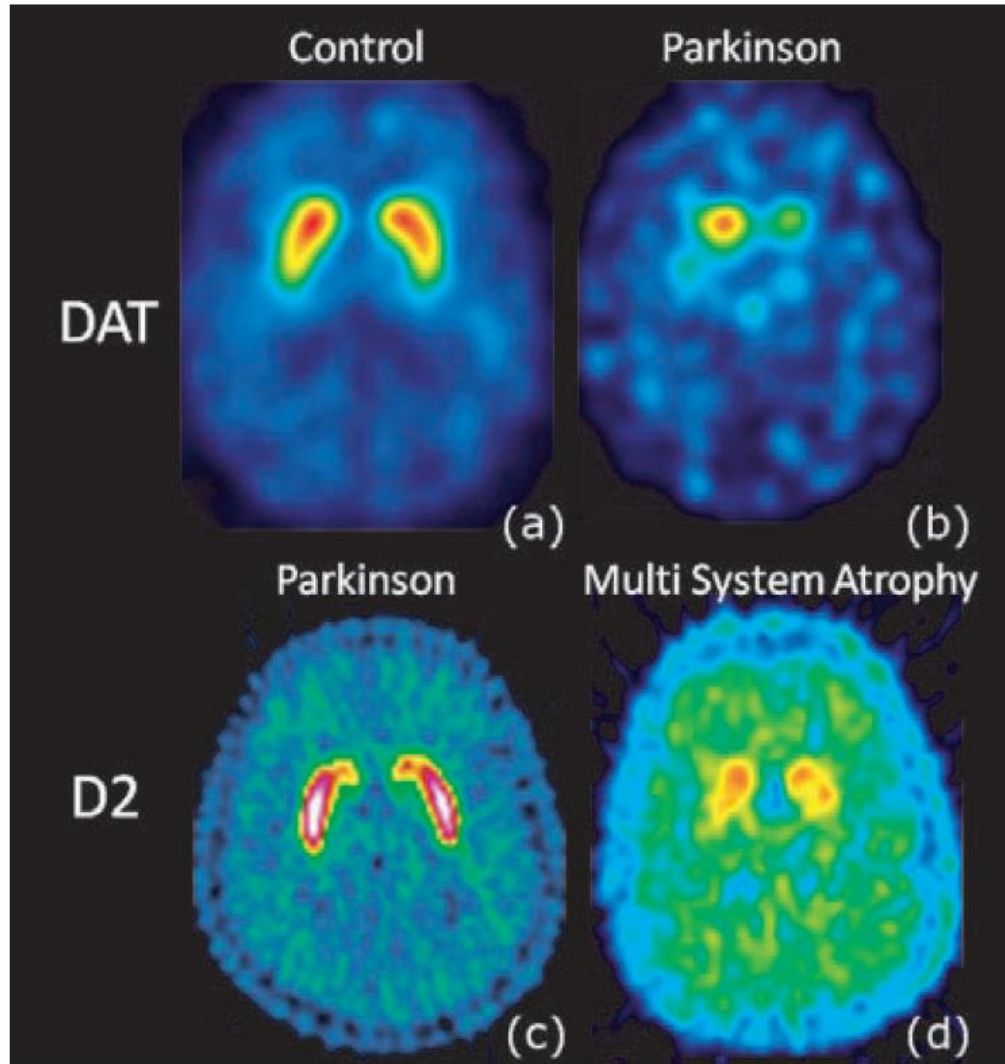 Control
Parkinson
DAT
(a)
(b)
Parkinson
Multi System Atrophy
D2
(c)
(d)